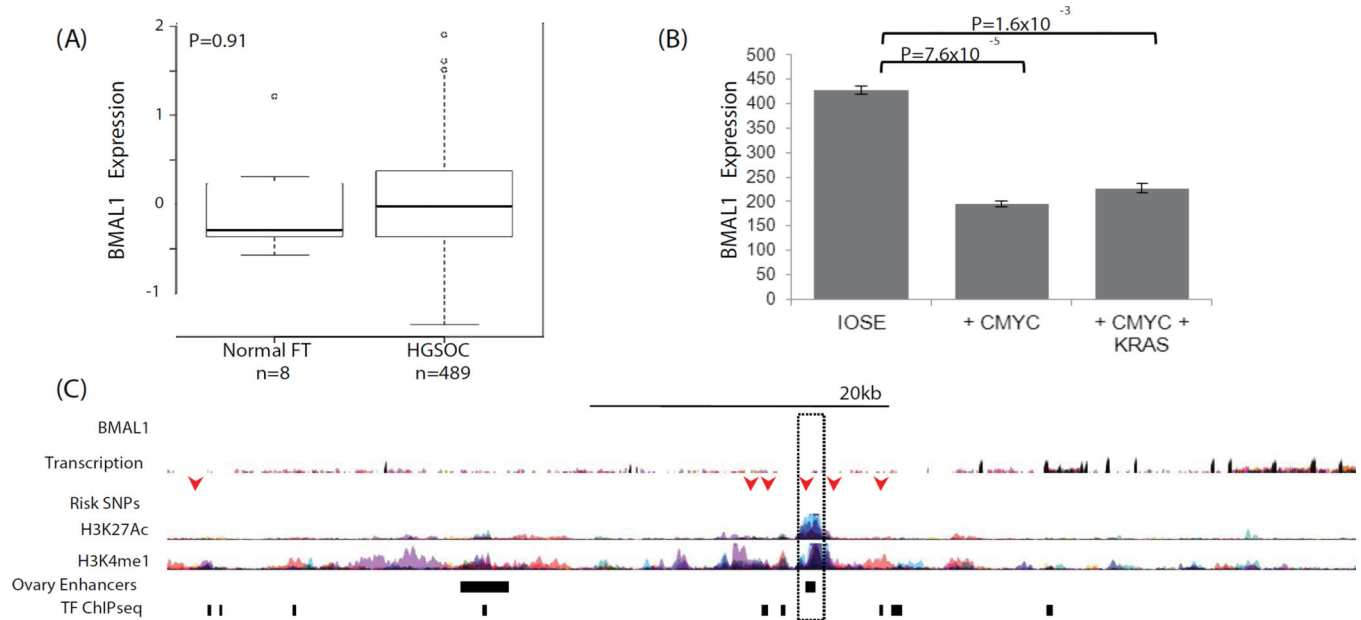 (A)
P=0.91
BMAL1 Expression
2
1
0
-1
Normal FT
n=8
HGSOC
n=489
(B)
P=1.6x10 -3
P=7.6x10 -5
BMAL1 Expression
500
450
400
350
300
250
200
150
100
50
0
IOSE
+ CMYC
+ CMYC +
KRAS
(C)
20kb
BMAL1
Transcription
Risk SNPs
H3K27Ac
H3K4me1
Ovary Enhancers
TF ChIPseq